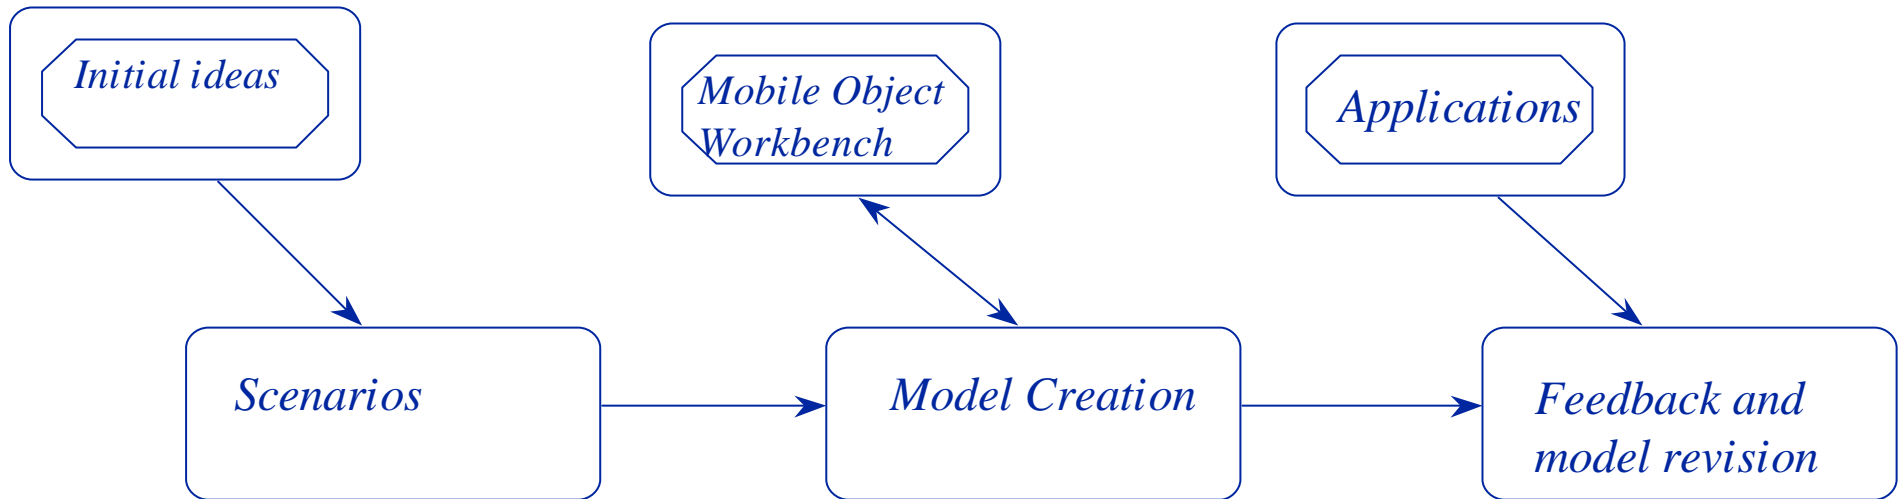 Initial ideas
Mobile Object
Workbench
Applications
Scenarios
Model Creation
Feedback and
model revision